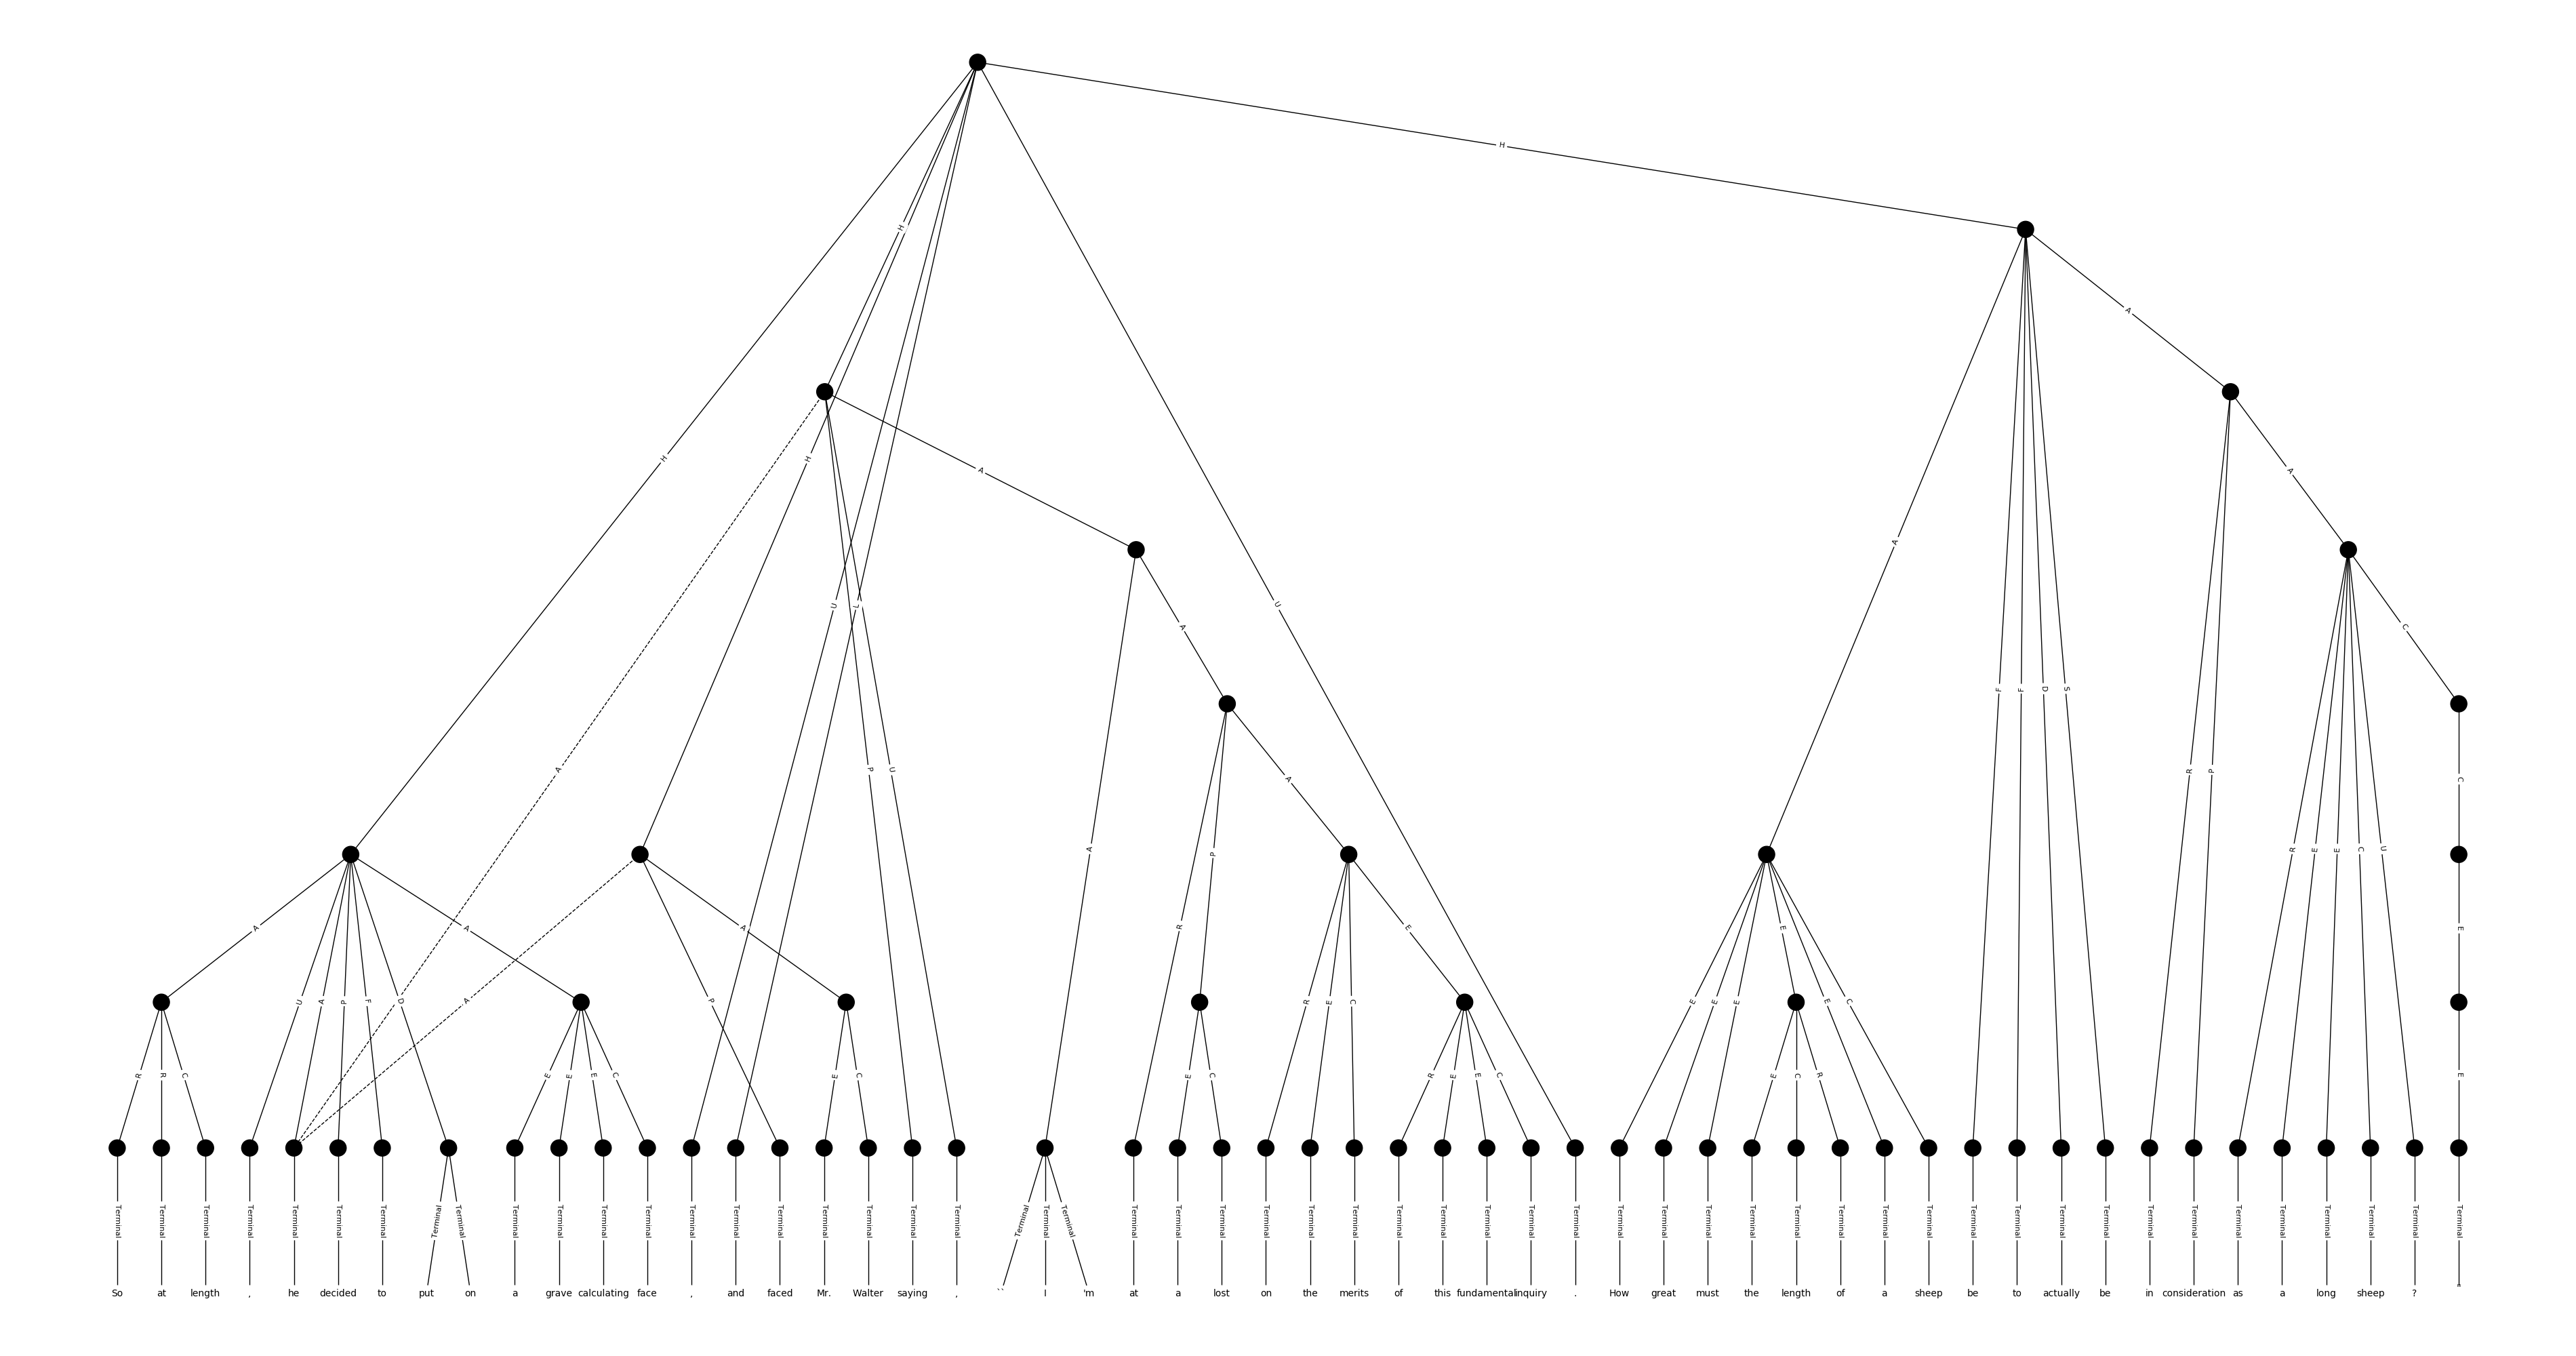 H
H
A
H H A A
A
U L U A
A C
F F D S
A P U R P A C
A P R E E C U
A A A R E E E
U A P F D A P R E C E E E E C
R R C E E E C E C E C R E E C E C R E
Terminal Terminal Terminal Terminal Terminal Terminal Terminal Terminal Terminal Terminal Terminal Terminal Terminal Terminal Terminal Terminal Terminal Terminal Terminal Terminal Terminal Terminal Terminal Terminal Terminal Terminal Terminal Terminal Terminal Terminal Terminal Terminal Terminal Terminal Terminal Terminal Terminal Terminal Terminal Terminal Terminal Terminal Terminal Terminal Terminal Terminal Terminal Terminal Terminal Terminal Terminal Terminal Terminal Terminal
So at length , he decided to put on a grave calculating face , and faced Mr. Walter saying , `` I 'm at a lost on the merits of this fundamental inquiry . How great must the length of a sheep be to actually be in consideration as a long sheep ? "